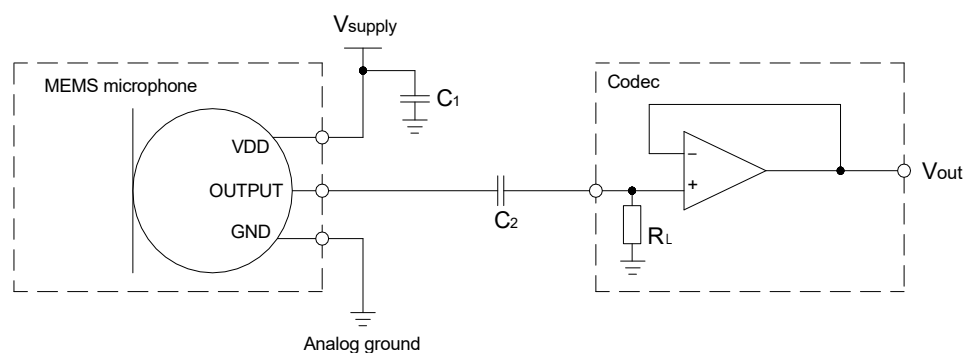 Vsupply
MEMS microphone
Codec
C1
VDD
OUTPUT
GND
C2
−
+
RL
Vout
Analog ground